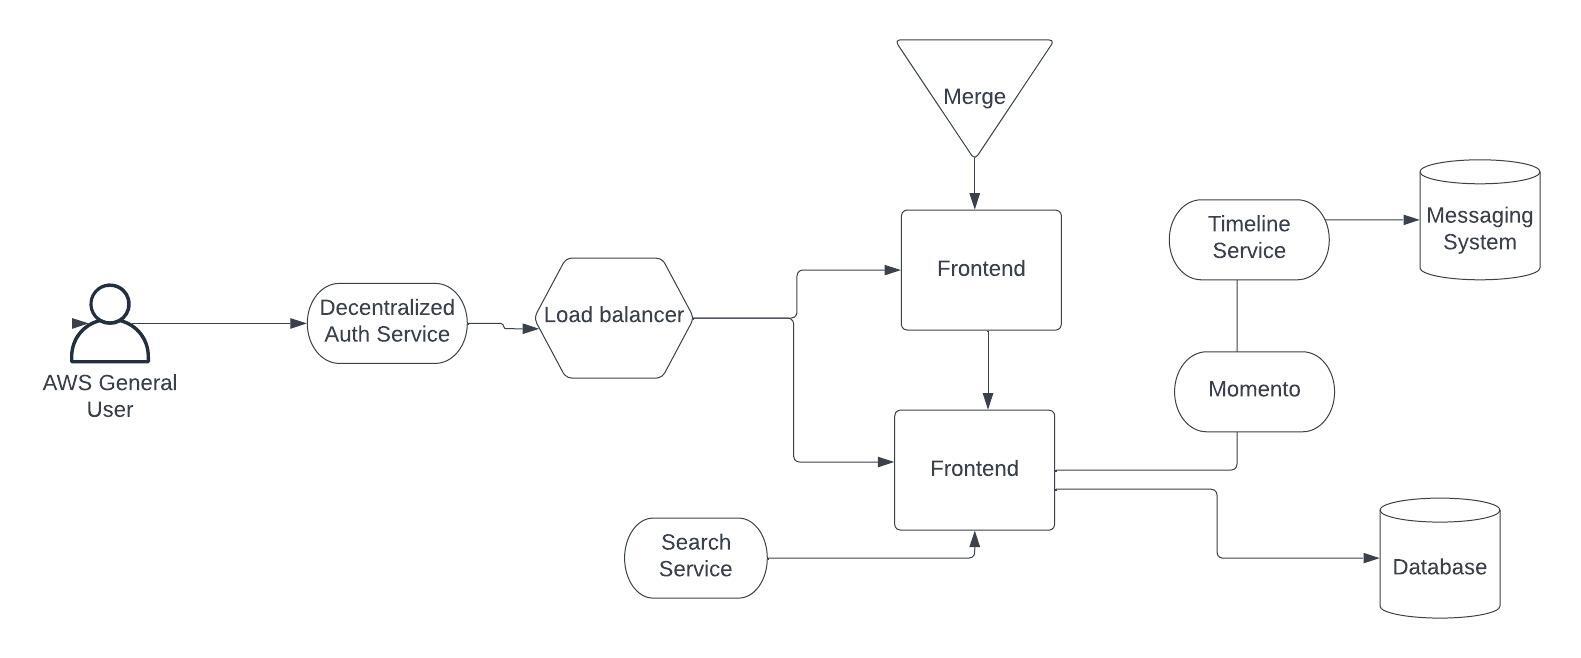 Merge
Timeline
Service
Messaging
System
Frontend
Decentralized
Auth Service
Load balancer
AWS General
User
Momento
Frontend
Search
Service
Database